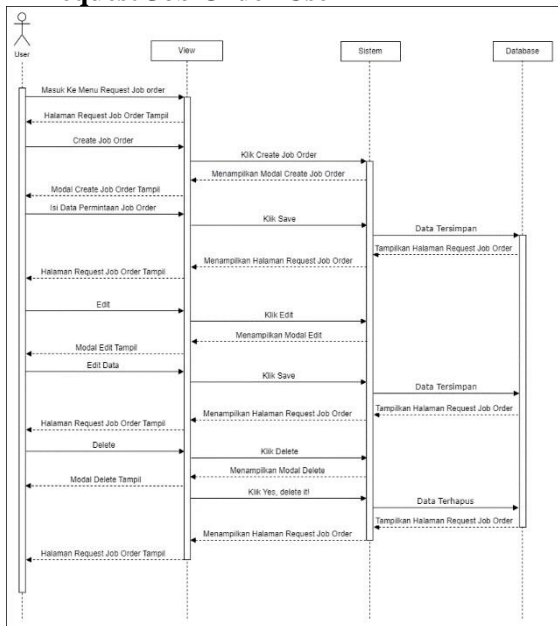 Request Job Order User
User
View
Sistem
Database
Masuk Ke Menu Request Job order
Halaman Request Job Order Tampil
Create Job Order
Klik Create Job Order
Menampilkan Modal Create Job Order
Modal Create Job Order Tampil
Isi Data Permintaan Job Order
Klik Save
Data Tersimpan
Tampilkan Halaman Request Job Order
Menampilkan Halaman Request Job Order
Halaman Request Job Order Tampil
Edit
Klik Edit
Menampilkan Modal Edit
Modal Edit Tampil
Edit Data
Klik Save
Data Tersimpan
Tampilkan Halaman Request Job Order
Menampilkan Halaman Request Job Order
Halaman Request Job Order Tampil
Delete
Klik Delete
Menampilkan Modal Delete
Modal Delete Tampil
Klik Yes, delete it!
Data Terhapus
Tampilkan Halaman Request Job Order
Menampilkan Halaman Request Job Order
Halaman Request Job Order Tampil